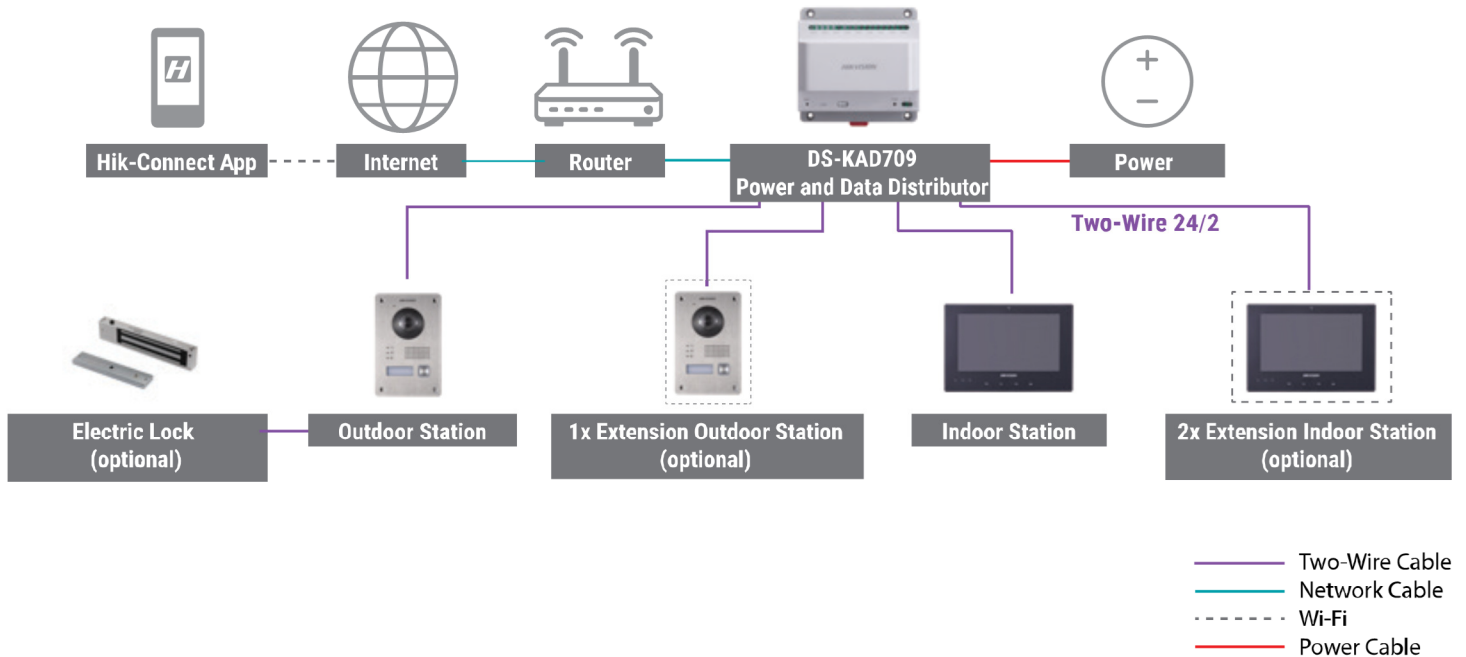 H
HIKVISION
Hik-Connect App
Internet
Router
DS-KAD709
Power and Data Distributor
Power
Two-Wire 24/2
Electric Lock
(optional)
Outdoor Station
1x Extension Outdoor Station
(optional)
Indoor Station
2x Extension Indoor Station
(optional)
Two-Wire Cable
Network Cable
Wi-Fi
Power Cable